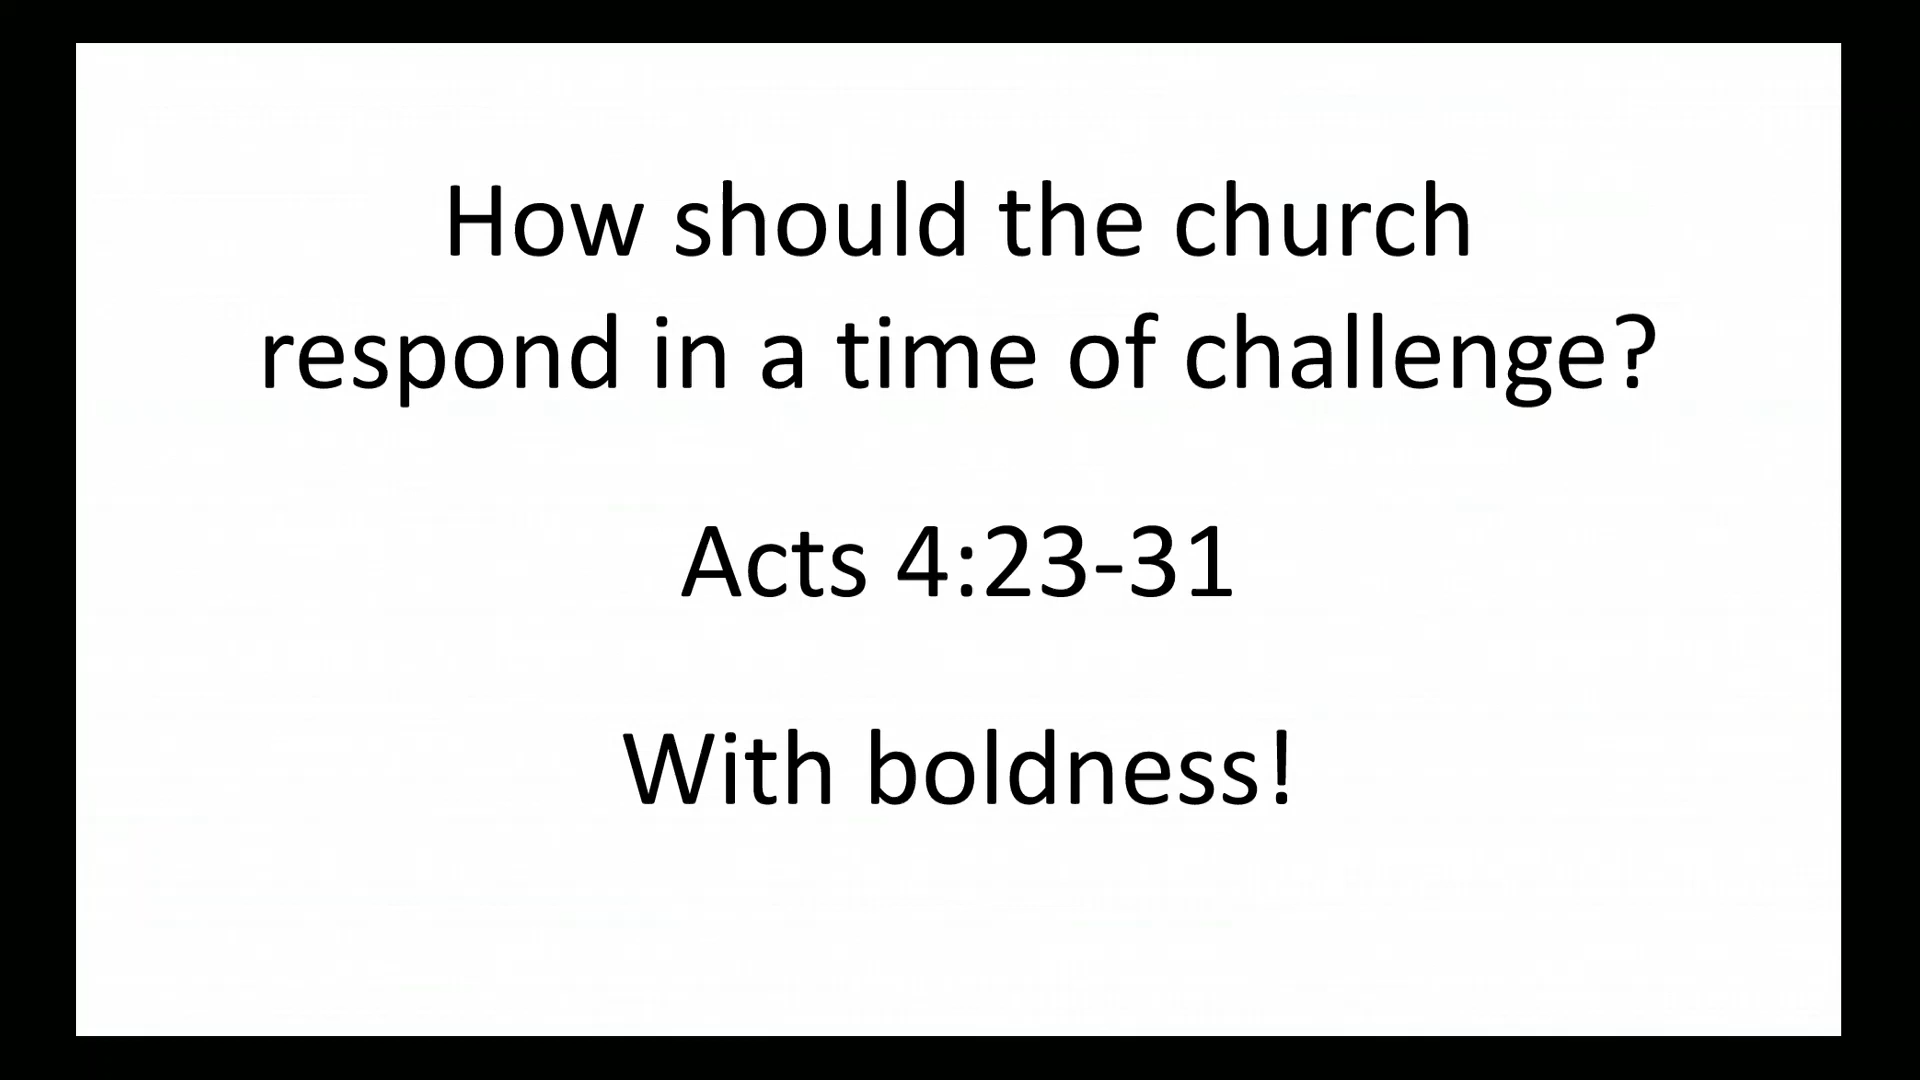 How should the church
respond in a time of challenge?
Acts 4:23-31
With boldness!